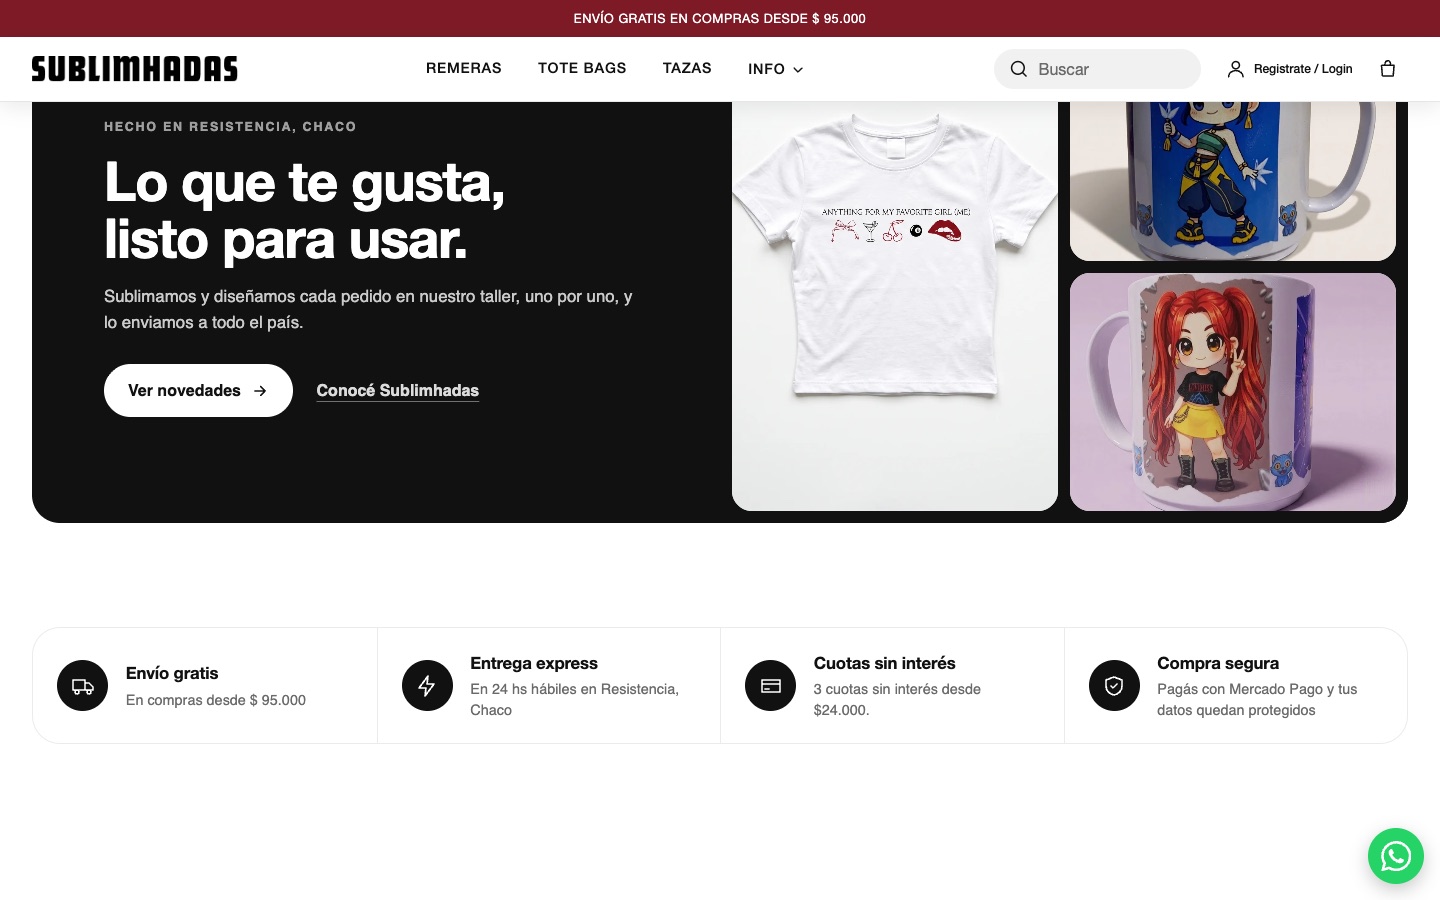 ENVÍO GRATIS EN COMPRAS DESDE $ 95.000
SUBLIMHADAS
REMERAS
TOTE BAGS
TAZAS
INFO
Buscar
Registrate / Login
HECHO EN RESISTENCIA, CHACO
Lo que te gusta,
listo para usar.
Sublimamos y diseñamos cada pedido en nuestro taller, uno por uno, y
lo enviamos a todo el país.
Ver novedades
Conocé Sublimhadas
ANYTHING FOR MY FAVORITE GIRL (ME)
Envío gratis
En compras desde $ 95.000
Entrega express
En 24 hs hábiles en Resistencia,
Chaco
Cuotas sin interés
3 cuotas sin interés desde
$24.000.
Compra segura
Pagás con Mercado Pago y tus
datos quedan protegidos